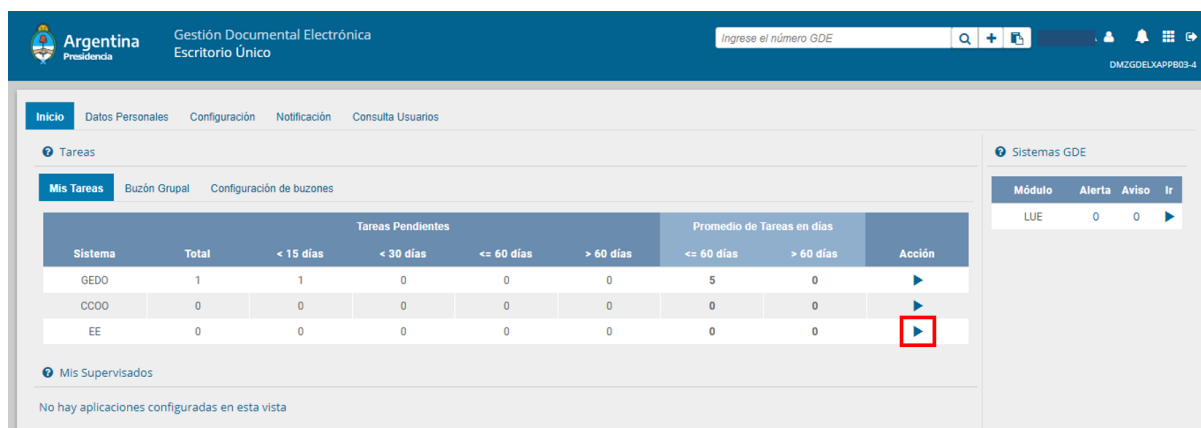 Argentina
Presidencia
Gestión Documental Electrónica
Escritorio Único
Ingrese el número GDE
DMZGDELXAPPB03-4
Inicio Datos Personales Configuración Notificación Consulta Usuarios
Tareas
Sistemas GDE
Mis Tareas Buzón Grupal Configuración de buzones
Módulo Alerta Aviso Ir
LUE 0 0
Tareas Pendientes Promedio de Tareas en días
Sistema Total < 15 días < 30 días <= 60 días > 60 días <= 60 días > 60 días Acción
GEDO 1 1 0 0 0 5 0
CCOO 0 0 0 0 0 0 0
EE 0 0 0 0 0 0 0
Mis Supervisados
No hay aplicaciones configuradas en esta vista